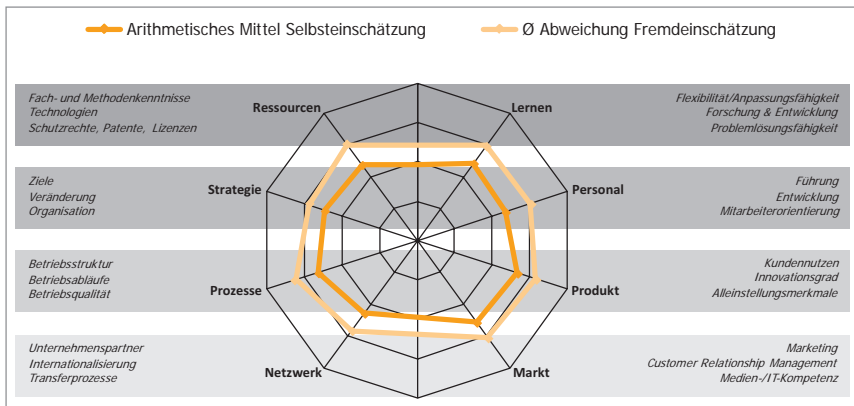 Arithmetisches Mittel Selbsteinschätzung
Ø Abweichung Fremdeinschätzung
Fach- und Methodenkenntnisse
Technologien
Schutzrechte, Patente, Lizenzen
Ressourcen
Lernen
Flexibilität/Anpassungsfähigkeit
Forschung & Entwicklung
Problemlösungsfähigkeit
Ziele
Veränderung
Organisation
Strategie
Personal
Führung
Entwicklung
Mitarbeiterorientierung
Betriebsstruktur
Betriebsabläufe
Betriebsqualität
Prozesse
Produkt
Kundennutzen
Innovationsgrad
Alleinstellungsmerkmale
Unternehmenspartner
Internationalisierung
Transferprozesse
Netzwerk
Markt
Marketing
Customer Relationship Management
Medien-/IT-Kompetenz